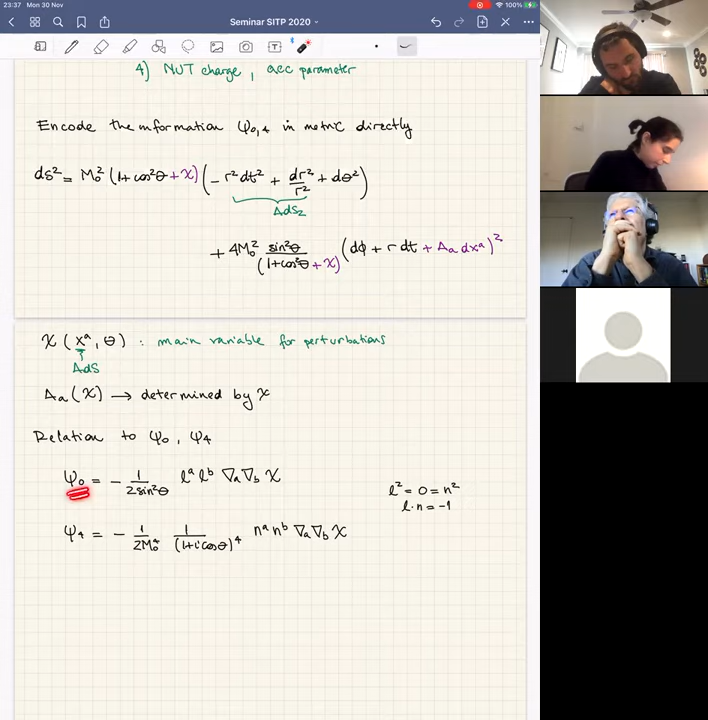 23:37 Mon 30 Nov
100%
Seminar SITP 2020
4) NUT charge, acc parameter
Encode the information ψ₀,₄ in metric directly
ds² = M₀² (1+cos²θ + χ) ( - r²dt² + dr²/r² + dθ² )
AdS₂
+ 4M₀² sin²θ/(1+cos²θ + χ) (dϕ + r dt + Aₐ dxᵃ)²
χ (xᵃ, θ) : main variable for perturbations
↑
AdS
Aₐ(χ) → determined by χ
Relation to ψ₀, ψ₄
ψ₀ = - 1/(2sin²θ) ℓᵃ ℓᵇ ∇ₐ ∇_b χ
ℓ² = 0 = n²
ℓ·n = -1
ψ₄ = - 1/(2M₀⁴) 1/(1+i cosθ)⁴ nᵃ nᵇ ∇ₐ ∇_b χ